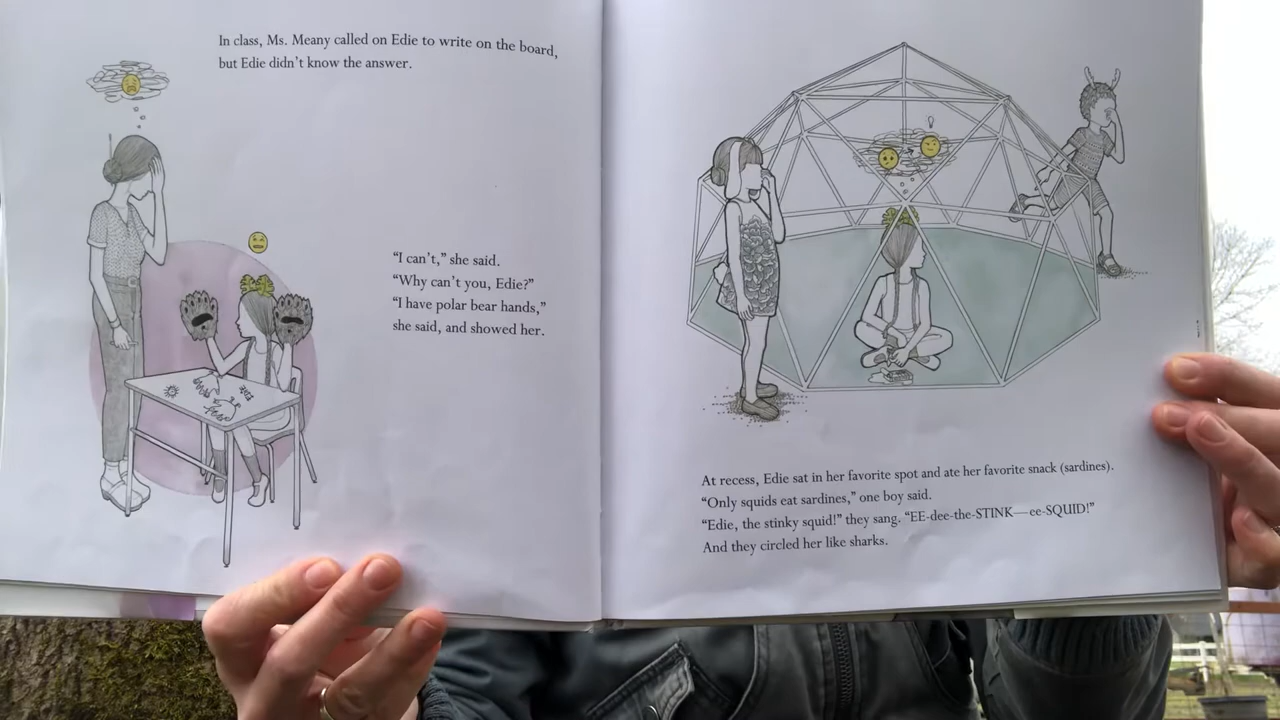 In class, Ms. Meany called on Edie to write on the board,
but Edie didn't know the answer.
“I can't,” she said.
“Why can't you, Edie?”
“I have polar bear hands,”
she said, and showed her.
At recess, Edie sat in her favorite spot and ate her favorite snack (sardines).
“Only squids eat sardines,” one boy said.
“Edie, the stinky squid!” they sang. “EE-dee-the-STINK—ee-SQUID!”
And they circled her like sharks.